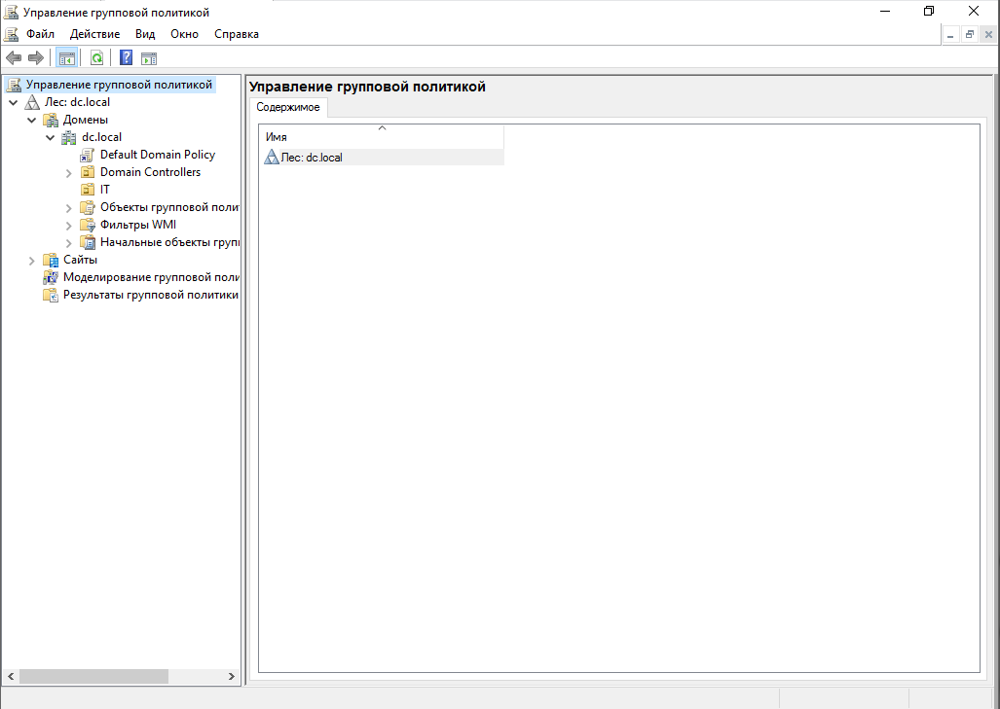 Управление групповой политикой
Файл Действие Вид Окно Справка
Управление групповой политикой
Лес: dc.local
Домены
dc.local
Default Domain Policy
Domain Controllers
IT
Объекты групповой поли
Фильтры WMI
Начальные объекты груп
Сайты
Моделирование групповой поли
Результаты групповой политики
Управление групповой политикой
Содержимое
Имя
Лес: dc.local